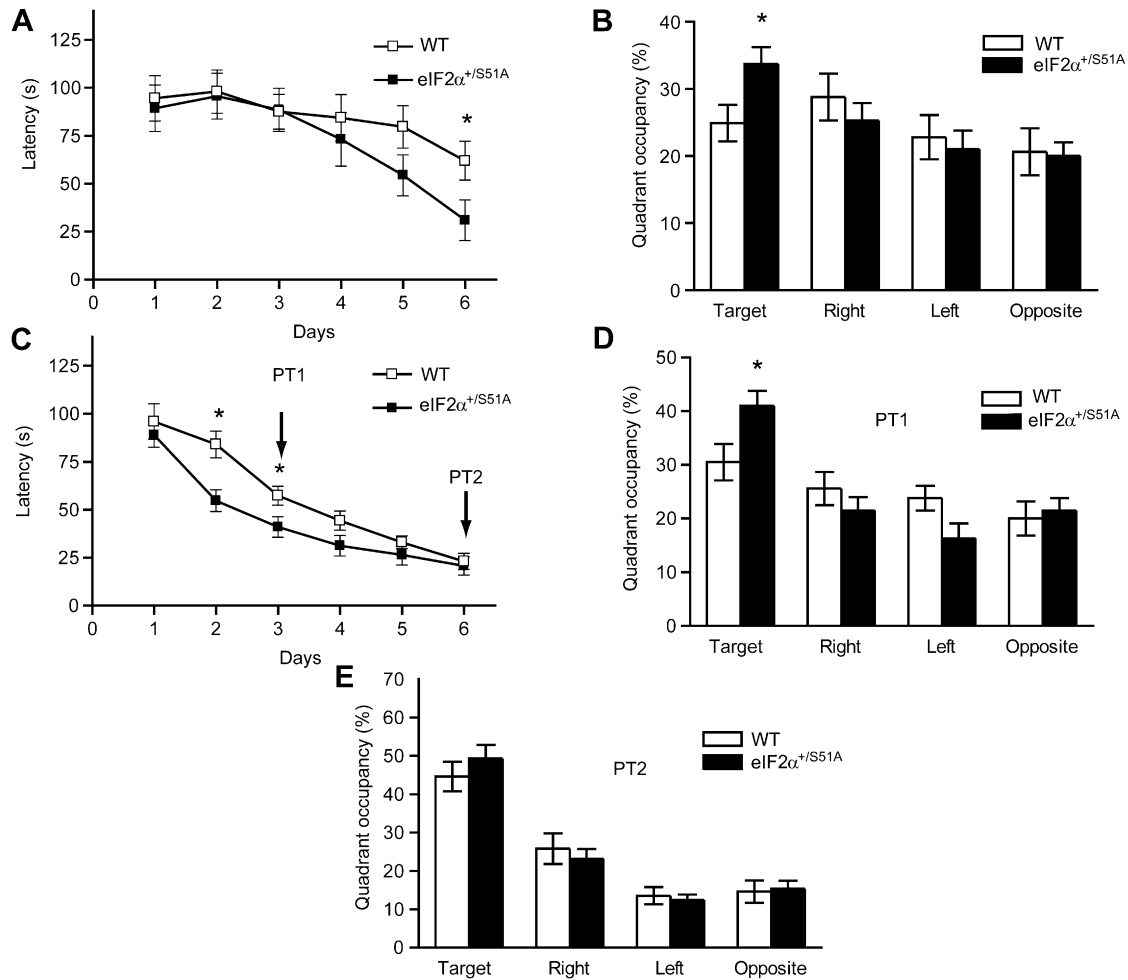 A
Latency (s)
125
100
75
50
25
0
0 1 2 3 4 5 6
Days
WT
eIF2α+/S51A
*
B
Quadrant occupancy (%)
40
30
20
10
0
Target Right Left Opposite
WT
eIF2α+/S51A
*
C
Latency (s)
125
100
75
50
25
0
0 1 2 3 4 5 6
Days
WT
eIF2α+/S51A
PT1
PT2
*
*
D
Quadrant occupancy (%)
50
40
30
20
10
0
Target Right Left Opposite
WT
eIF2α+/S51A
PT1
*
E
Quadrant occupancy (%)
70
60
50
40
30
20
10
0
Target Right Left Opposite
WT
eIF2α+/S51A
PT2